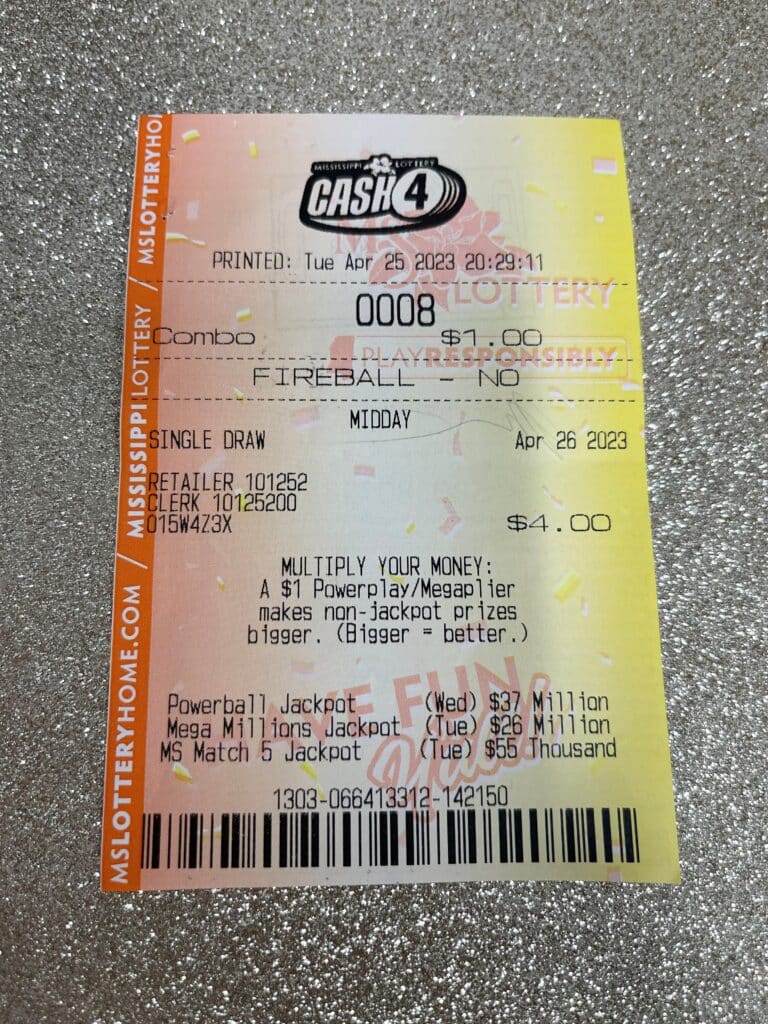 MISSISSIPPI LOTTERY
CASH 4
PRINTED: Tue Apr 25 2023 20:29:11
LOTTERY
0008
Combo $1.00
PLAY RESPONSIBLY
FIREBALL - NO
MIDDAY
SINGLE DRAW Apr 26 2023
RETAILER 101252
CLERK 10125200
015W4Z3X $4.00
MULTIPLY YOUR MONEY:
A $1 Powerplay/Megaplier
makes non-jackpot prizes
bigger. (Bigger = better.)
HAVE FUN
Powerball Jackpot (Wed) $37 Million
Mega Millions Jackpot (Tue) $26 Million
MS Match 5 Jackpot (Tue) $55 Thousand
1303-066413312-142150
MSLOTTERYHOME.COM / MISSISSIPPI LOTTERY / MSLOTTERYHO